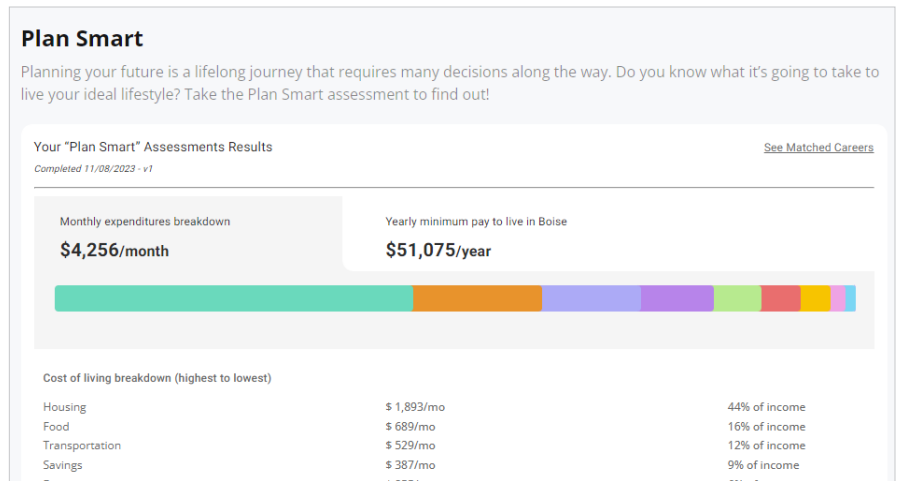 Plan Smart
Planning your future is a lifelong journey that requires many decisions along the way. Do you know what it's going to take to
live your ideal lifestyle? Take the Plan Smart assessment to find out!
Your “Plan Smart” Assessments Results
See Matched Careers
Completed 11/08/2023 - v1
Monthly expenditures breakdown
Yearly minimum pay to live in Boise
$4,256/month
$51,075/year
Cost of living breakdown (highest to lowest)
Housing $ 1,893/mo 44% of income
Food $ 689/mo 16% of income
Transportation $ 529/mo 12% of income
Savings $ 387/mo 9% of income